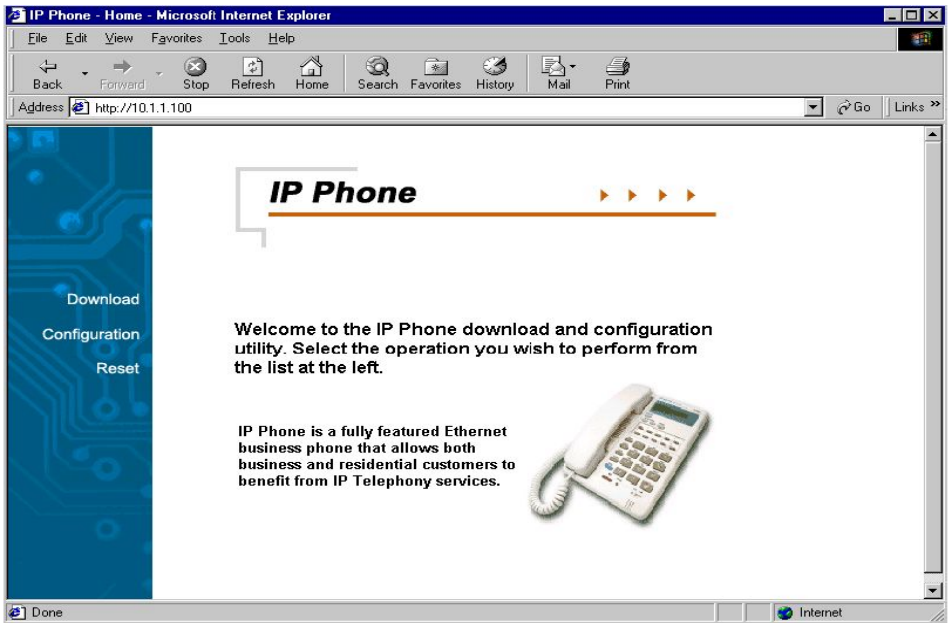 IP Phone - Home - Microsoft Internet Explorer
File Edit View Favorites Tools Help
Back Forward Stop Refresh Home Search Favorites History Mail Print
Address http://10.1.1.100 Go Links »
IP Phone
Download
Configuration
Reset
Welcome to the IP Phone download and configuration
utility. Select the operation you wish to perform from
the list at the left.
IP Phone is a fully featured Ethernet
business phone that allows both
business and residential customers to
benefit from IP Telephony services.
Done Internet